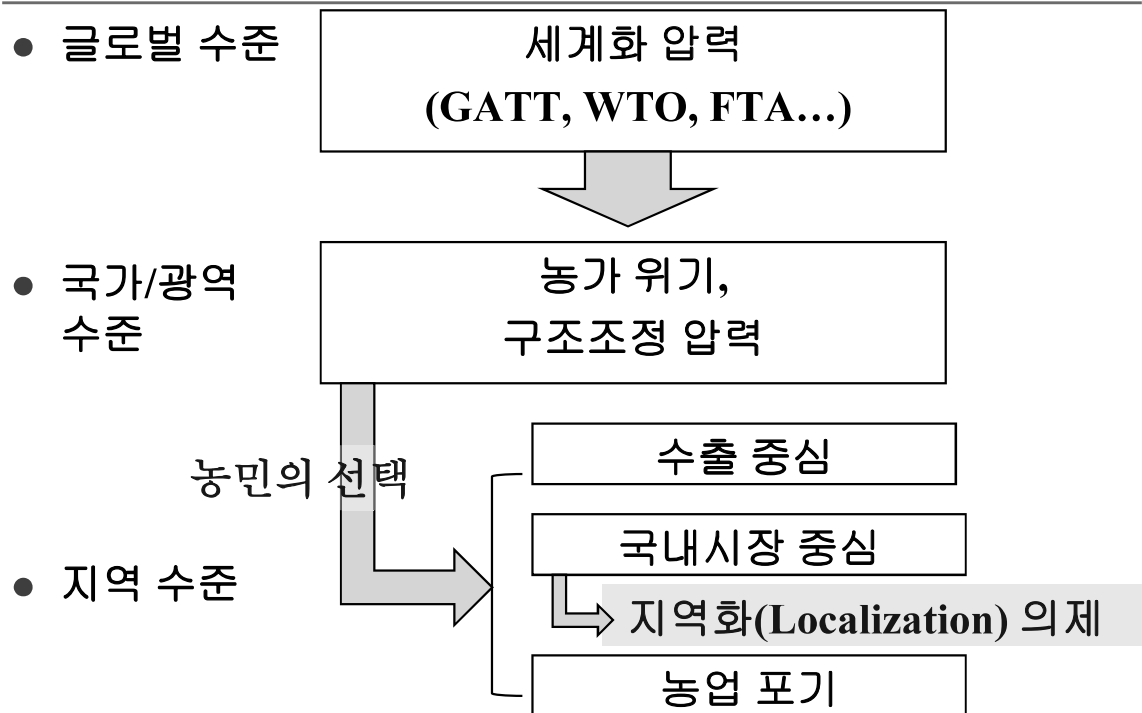 글로벌 수준
세계화 압력
(GATT, WTO, FTA…)
국가/광역
수준
농가 위기,
구조조정 압력
농민의 선택
수출 중심
국내시장 중심
지역 수준
지역화(Localization) 의제
농업 포기